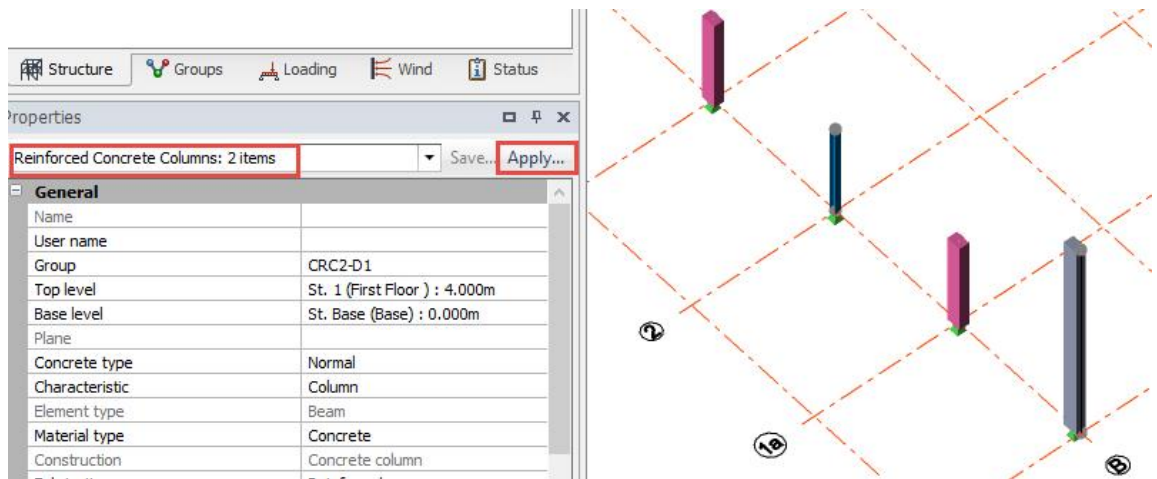 Structure Groups Loading Wind Status
Properties
Reinforced Concrete Columns: 2 items Save... Apply...
General
Name
User name
Group CRC2-D1
Top level St. 1 (First Floor ) : 4.000m
Base level St. Base (Base) : 0.000m
Plane
Concrete type Normal
Characteristic Column
Element type Beam
Material type Concrete
Construction Concrete column
2
1a
B